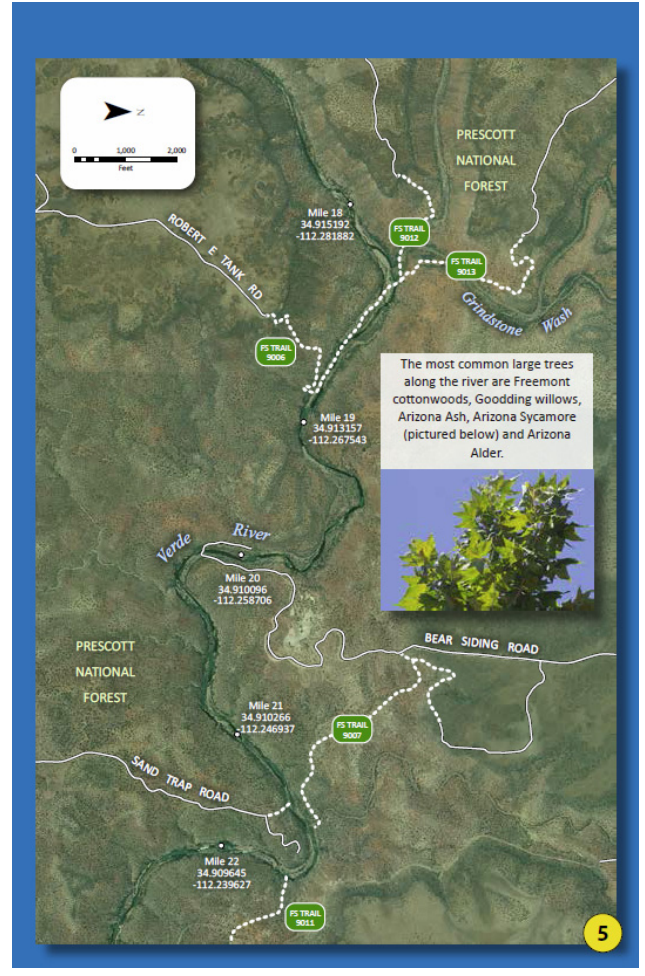 N
0 1,000 2,000
Feet
PRESCOTT
NATIONAL
FOREST
Mile 18
34.915192
-112.281882
FS TRAIL
9012
FS TRAIL
9013
ROBERT E TANK RD
Grindstone Wash
FS TRAIL
9006
The most common large trees
along the river are Freemont
cottonwoods, Goodding willows,
Arizona Ash, Arizona Sycamore
(pictured below) and Arizona
Alder.
Mile 19
34.913157
-112.267543
Verde River
Mile 20
34.910096
-112.258706
BEAR SIDING ROAD
PRESCOTT
NATIONAL
FOREST
Mile 21
34.910266
-112.246937
FS TRAIL
9007
SAND TRAP ROAD
Mile 22
34.909645
-112.239627
FS TRAIL
9011
5